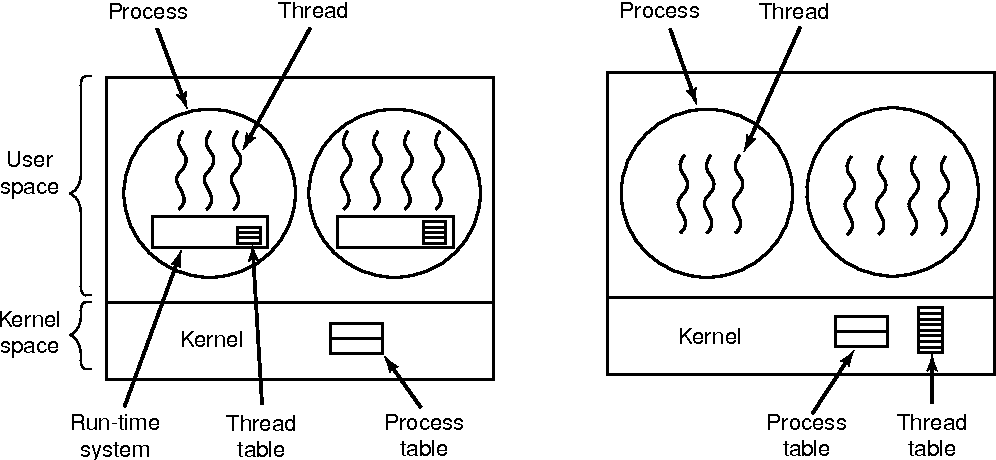 Process
Thread
User
space
Kernel
space
Kernel
Run-time
system
Thread
table
Process
table
Process
Thread
Kernel
Process
table
Thread
table